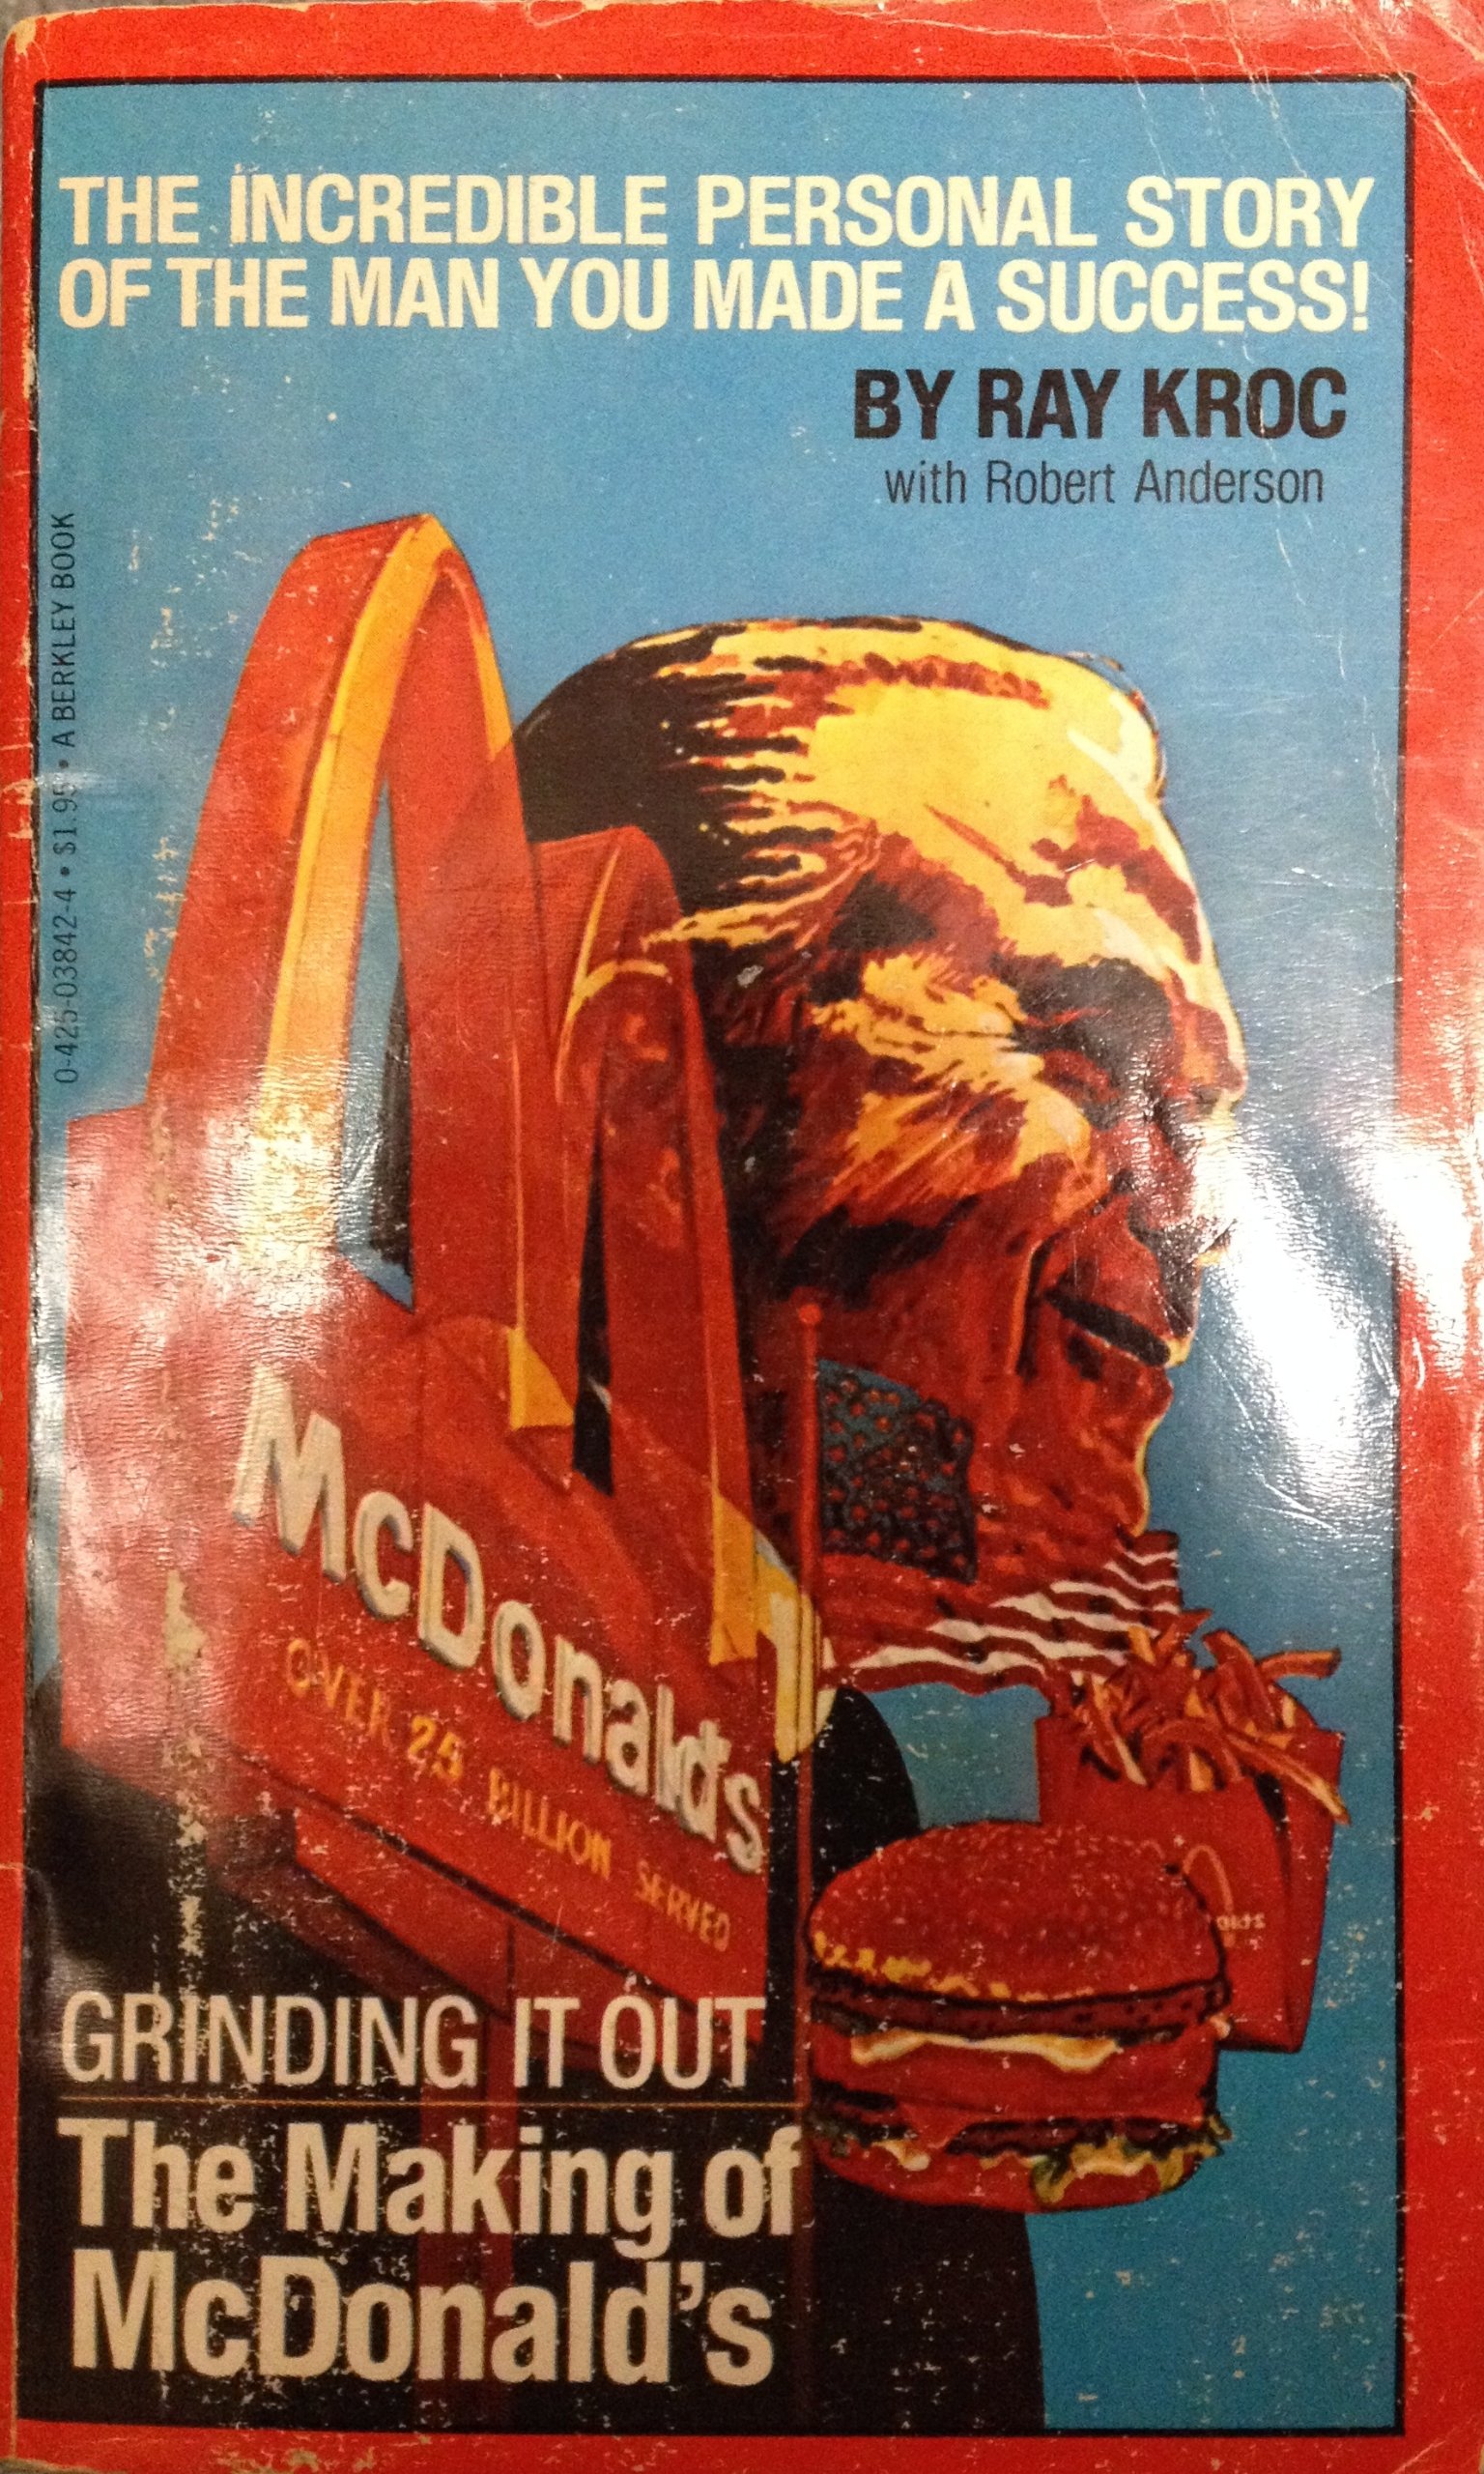 THE INCREDIBLE PERSONAL STORY
OF THE MAN YOU MADE A SUCCESS!
BY RAY KROC
with Robert Anderson
0-425-03842-4 • $1.95 • A BERKLEY BOOK
McDonald's
OVER 25 BILLION SERVED
GRINDING IT OUT
The Making of
McDonald's